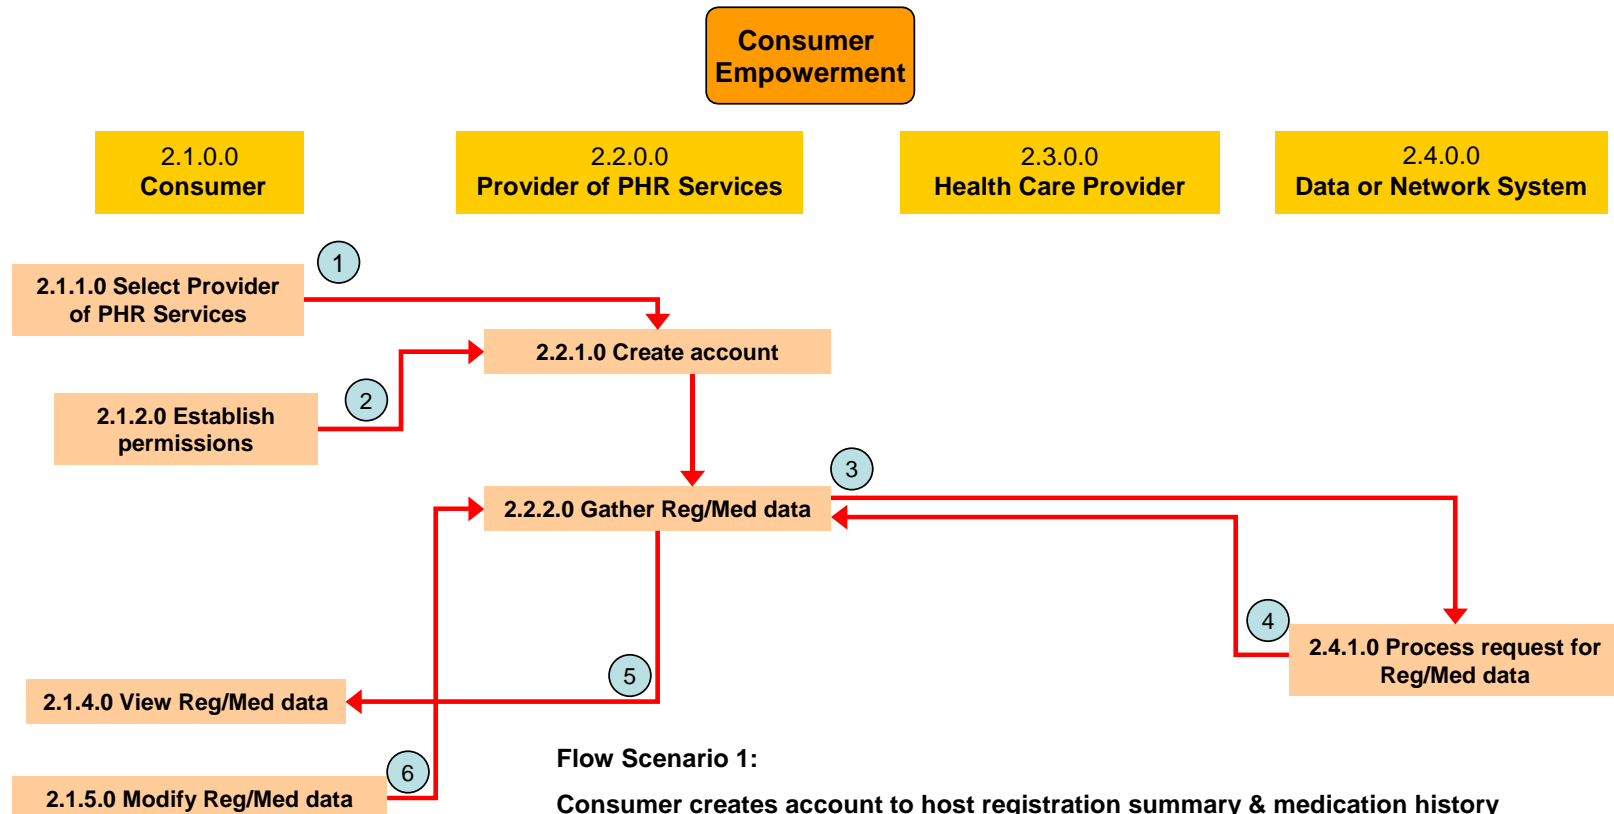 Consumer
Empowerment
2.1.0.0
Consumer
2.2.0.0
Provider of PHR Services
2.3.0.0
Health Care Provider
2.4.0.0
Data or Network System
1
2.1.1.0 Select Provider
of PHR Services
2.2.1.0 Create account
2
2.1.2.0 Establish
permissions
3
2.2.2.0 Gather Reg/Med data
4
2.4.1.0 Process request for
Reg/Med data
5
2.1.4.0 View Reg/Med data
6
2.1.5.0 Modify Reg/Med data
Flow Scenario 1:
Consumer creates account to host registration summary & medication history